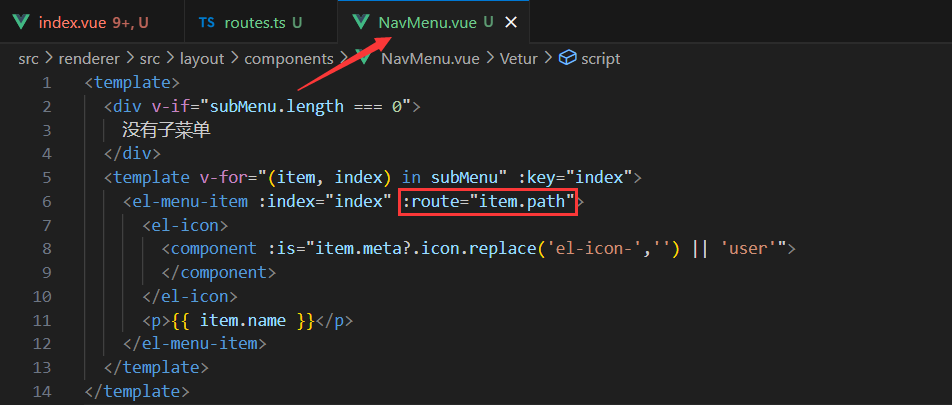 index.vue 9+, U TS routes.ts U NavMenu.vue U
src > renderer > src > layout > components > NavMenu.vue > Vetur > script
1 <template>
2 <div v-if="subMenu.length === 0">
3 没有子菜单
4 </div>
5 <template v-for="(item, index) in subMenu" :key="index">
6 <el-menu-item :index="index" :route="item.path">
7 <el-icon>
8 <component :is="item.meta?.icon.replace('el-icon-','') || 'user'">
9 </component>
10 </el-icon>
11 <p>{{ item.name }}</p>
12 </el-menu-item>
13 </template>
14 </template>